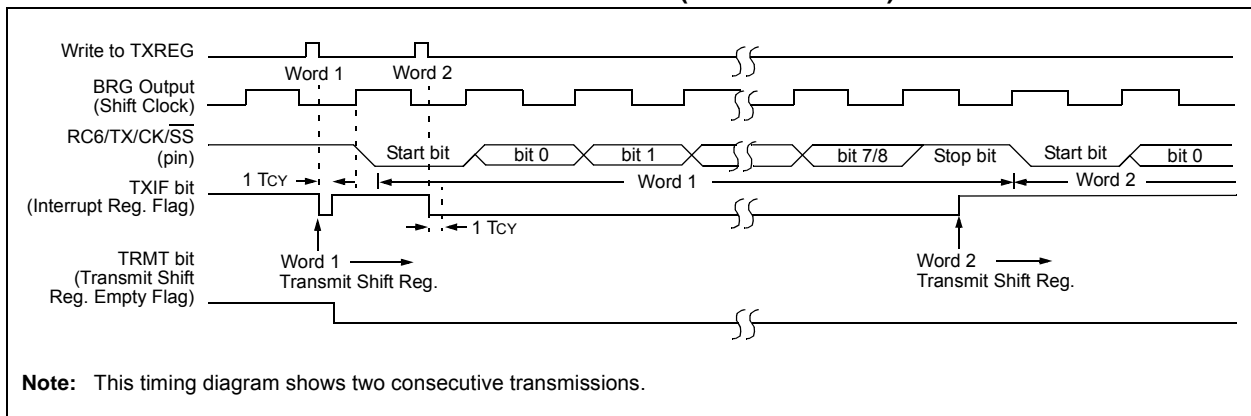 Write to TXREG
Word 1
Word 2
BRG Output
(Shift Clock)
RC6/TX/CK/SS
(pin)
Start bit
bit 0
bit 1
bit 7/8
Stop bit
Start bit
bit 0
1 TCY
Word 1
Word 2
TXIF bit
(Interrupt Reg. Flag)
1 TCY
TRMT bit
(Transmit Shift
Reg. Empty Flag)
Word 1
Transmit Shift Reg.
Word 2
Transmit Shift Reg.
Note: This timing diagram shows two consecutive transmissions.